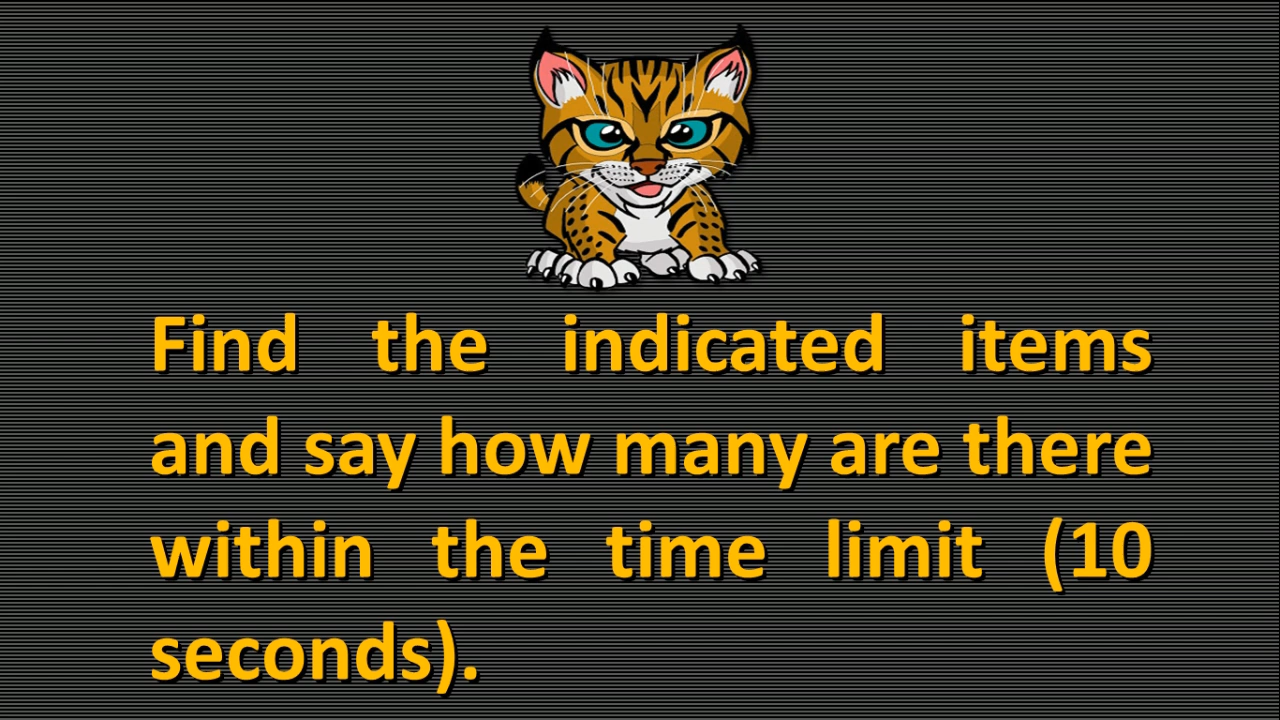 Find the indicated items
and say how many are there
within the time limit (10
seconds).